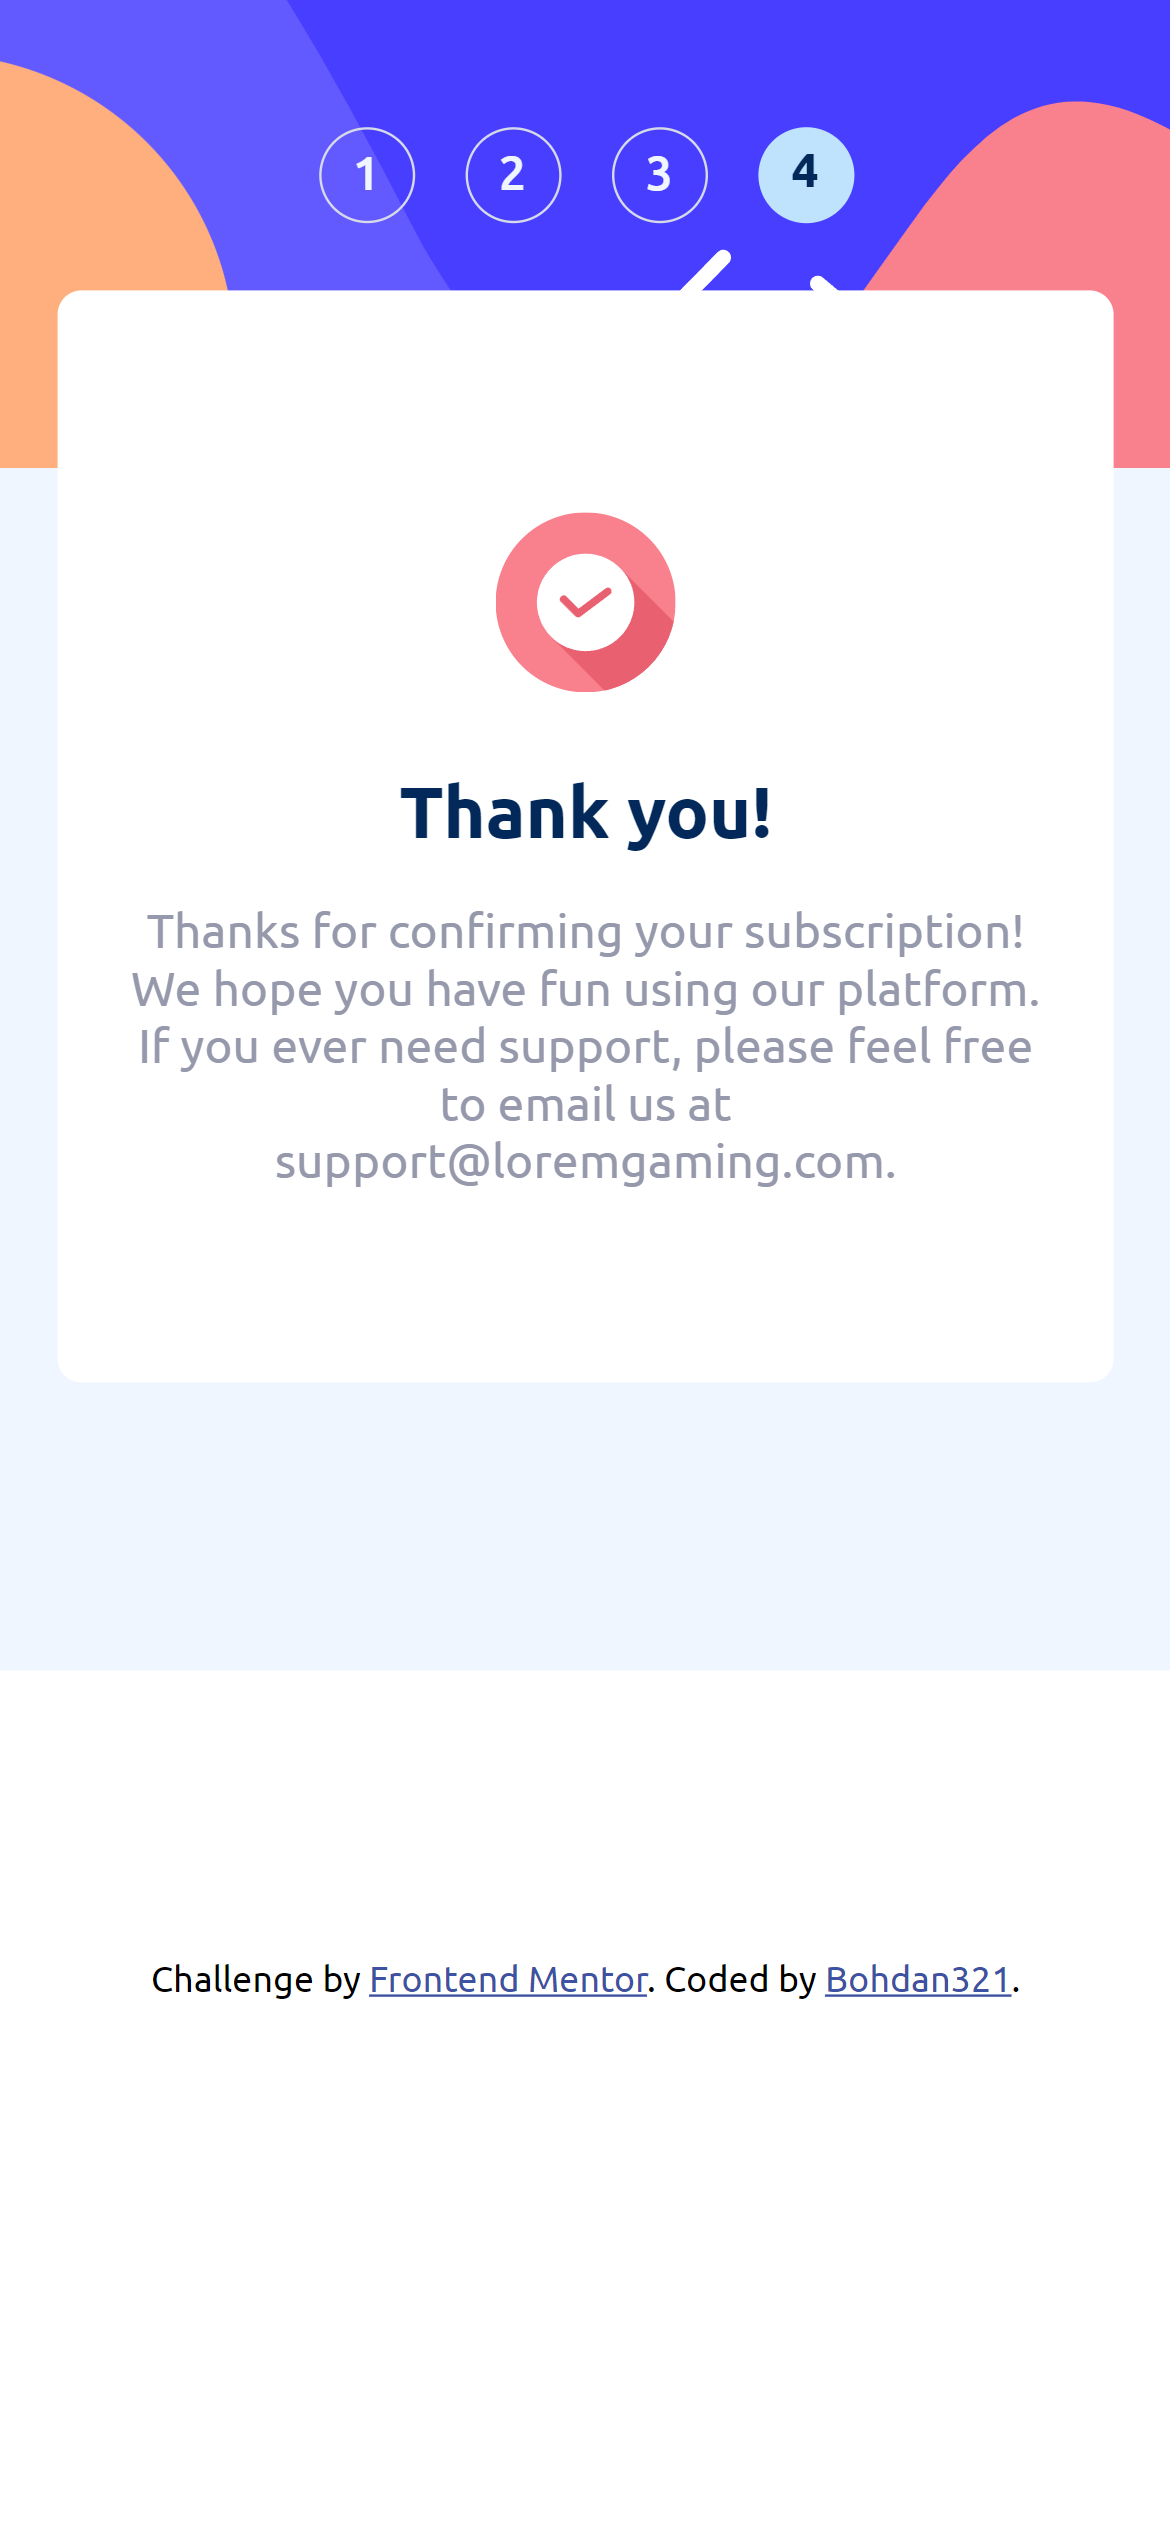 1 2 3 4
Thank you!
Thanks for confirming your subscription!
We hope you have fun using our platform.
If you ever need support, please feel free
to email us at
support@loremgaming.com.
Challenge by Frontend Mentor. Coded by Bohdan321.